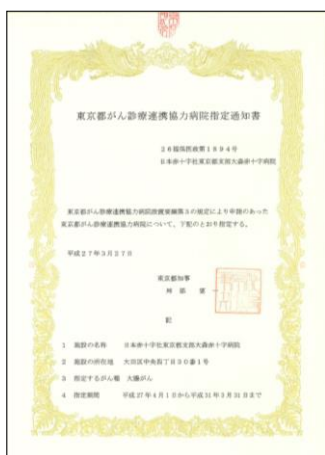 東京都がん診療連携協力病院指定通知書
26福保医政第1894号
日本赤十字社東京都支部大森赤十字病院
東京都がん診療連携協力病院設置要綱第3の規定により申請のあった
東京都がん診療連携協力病院について、下記のとおり指定する。
平成27年3月27日
東京都知事
記
1 施設の名称 日本赤十字社東京都支部大森赤十字病院
2 施設の所在地 大田区中央四丁目30番1号
3 指定するがん種 大腸がん
4 指定期間 平成27年4月1日から平成31年3月31日まで